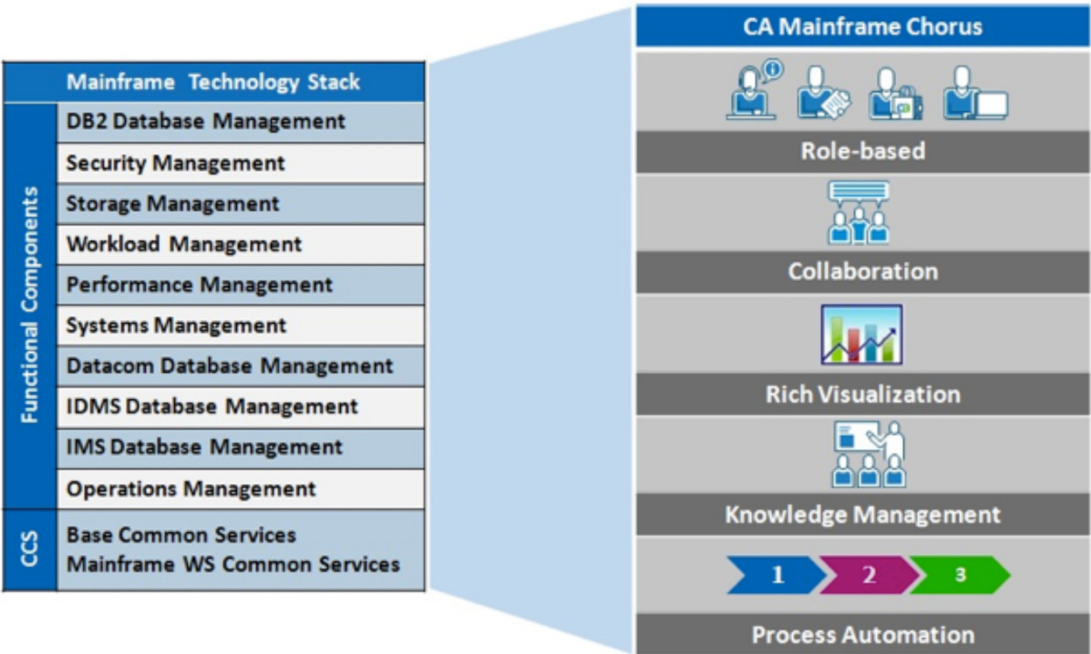 Mainframe Technology Stack
Functional Components
DB2 Database Management
Security Management
Storage Management
Workload Management
Performance Management
Systems Management
Datacom Database Management
IDMS Database Management
IMS Database Management
Operations Management
CCS
Base Common Services
Mainframe WS Common Services
CA Mainframe Chorus
Role-based
Collaboration
Rich Visualization
Knowledge Management
1 2 3
Process Automation